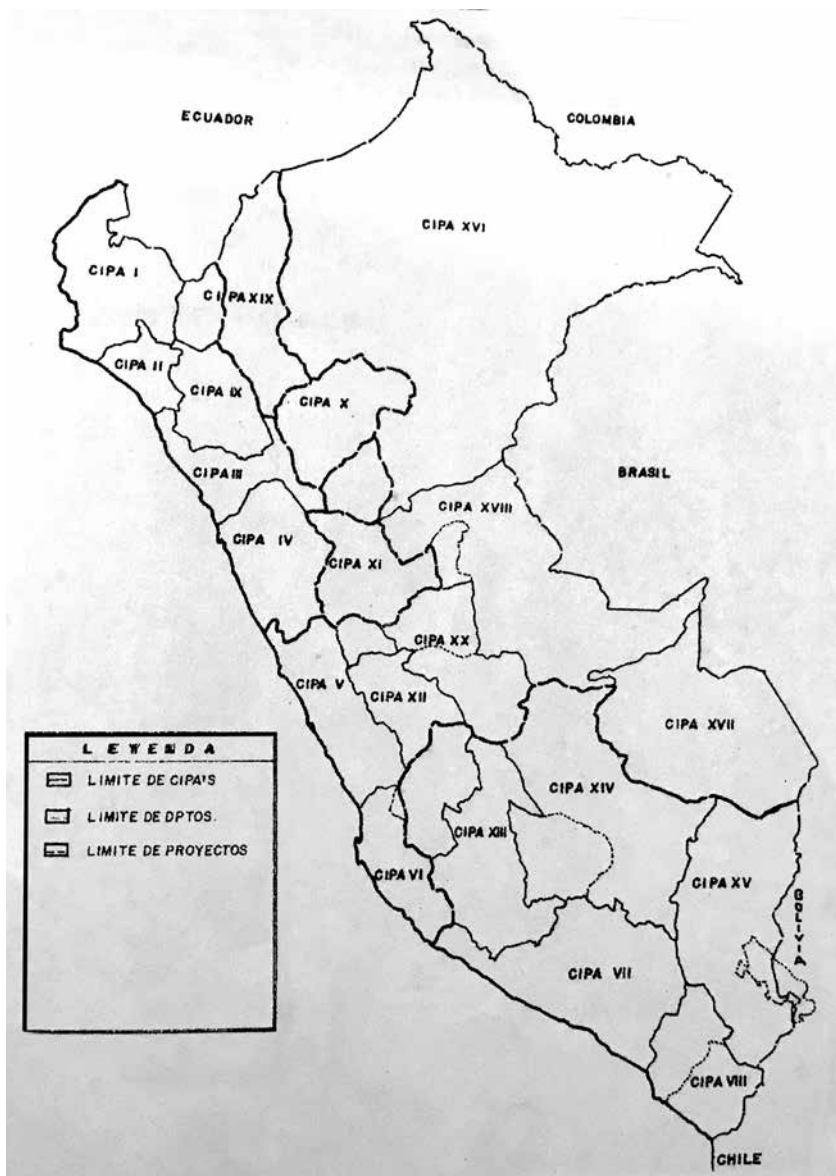 ECUADOR
COLOMBIA
CIPA XVI
CIPA I
CIPA XIX
CIPA II
CIPA IX
CIPA X
CIPA III
BRASIL
CIPA XVIII
CIPA IV
CIPA XI
CIPA XX
CIPA V
CIPA XII
CIPA XVII
LEYENDA
LIMITE DE CIPA'S
LIMITE DE DPTOS.
LIMITE DE PROYECTOS
CIPA XIV
CIPA XIII
CIPA VI
CIPA XV
BOLIVIA
CIPA VII
CIPA VIII
CHILE